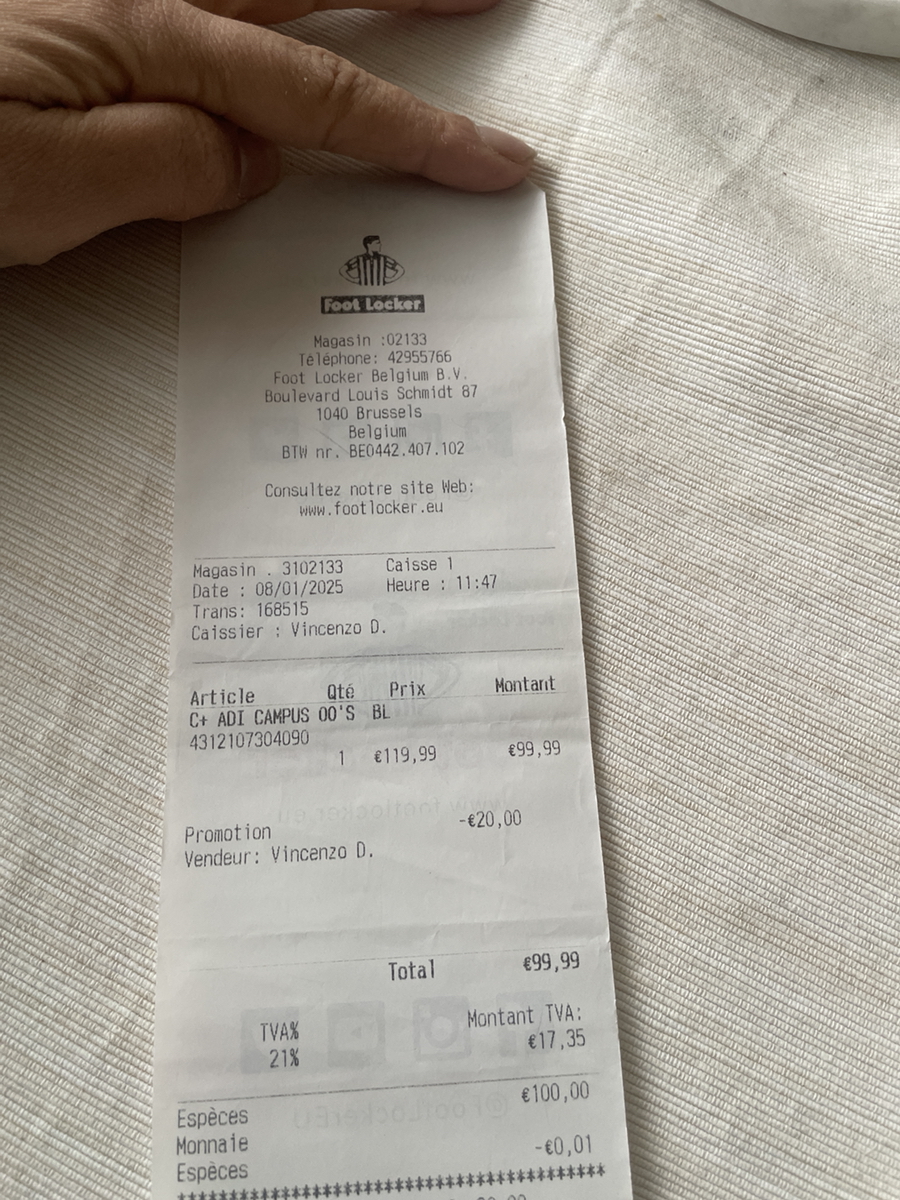 Foot Locker
Magasin :02133
Téléphone: 42955766
Foot Locker Belgium B.V.
Boulevard Louis Schmidt 87
1040 Brussels
Belgium
BTW nr. BE0442.407.102
Consultez notre site Web:
www.footlocker.eu
Magasin . 3102133 Caisse 1
Date : 08/01/2025 Heure : 11:47
Trans: 168515
Caissier : Vincenzo D.
Article Qté Prix Montant
C+ ADI CAMPUS 00'S BL
4312107304090
1 €119,99 €99,99
Promotion -€20,00
Vendeur: Vincenzo D.
Total €99,99
TVA% Montant TVA:
21% €17,35
Espèces €100,00
Monnaie
Espèces -€0,01
****************************************